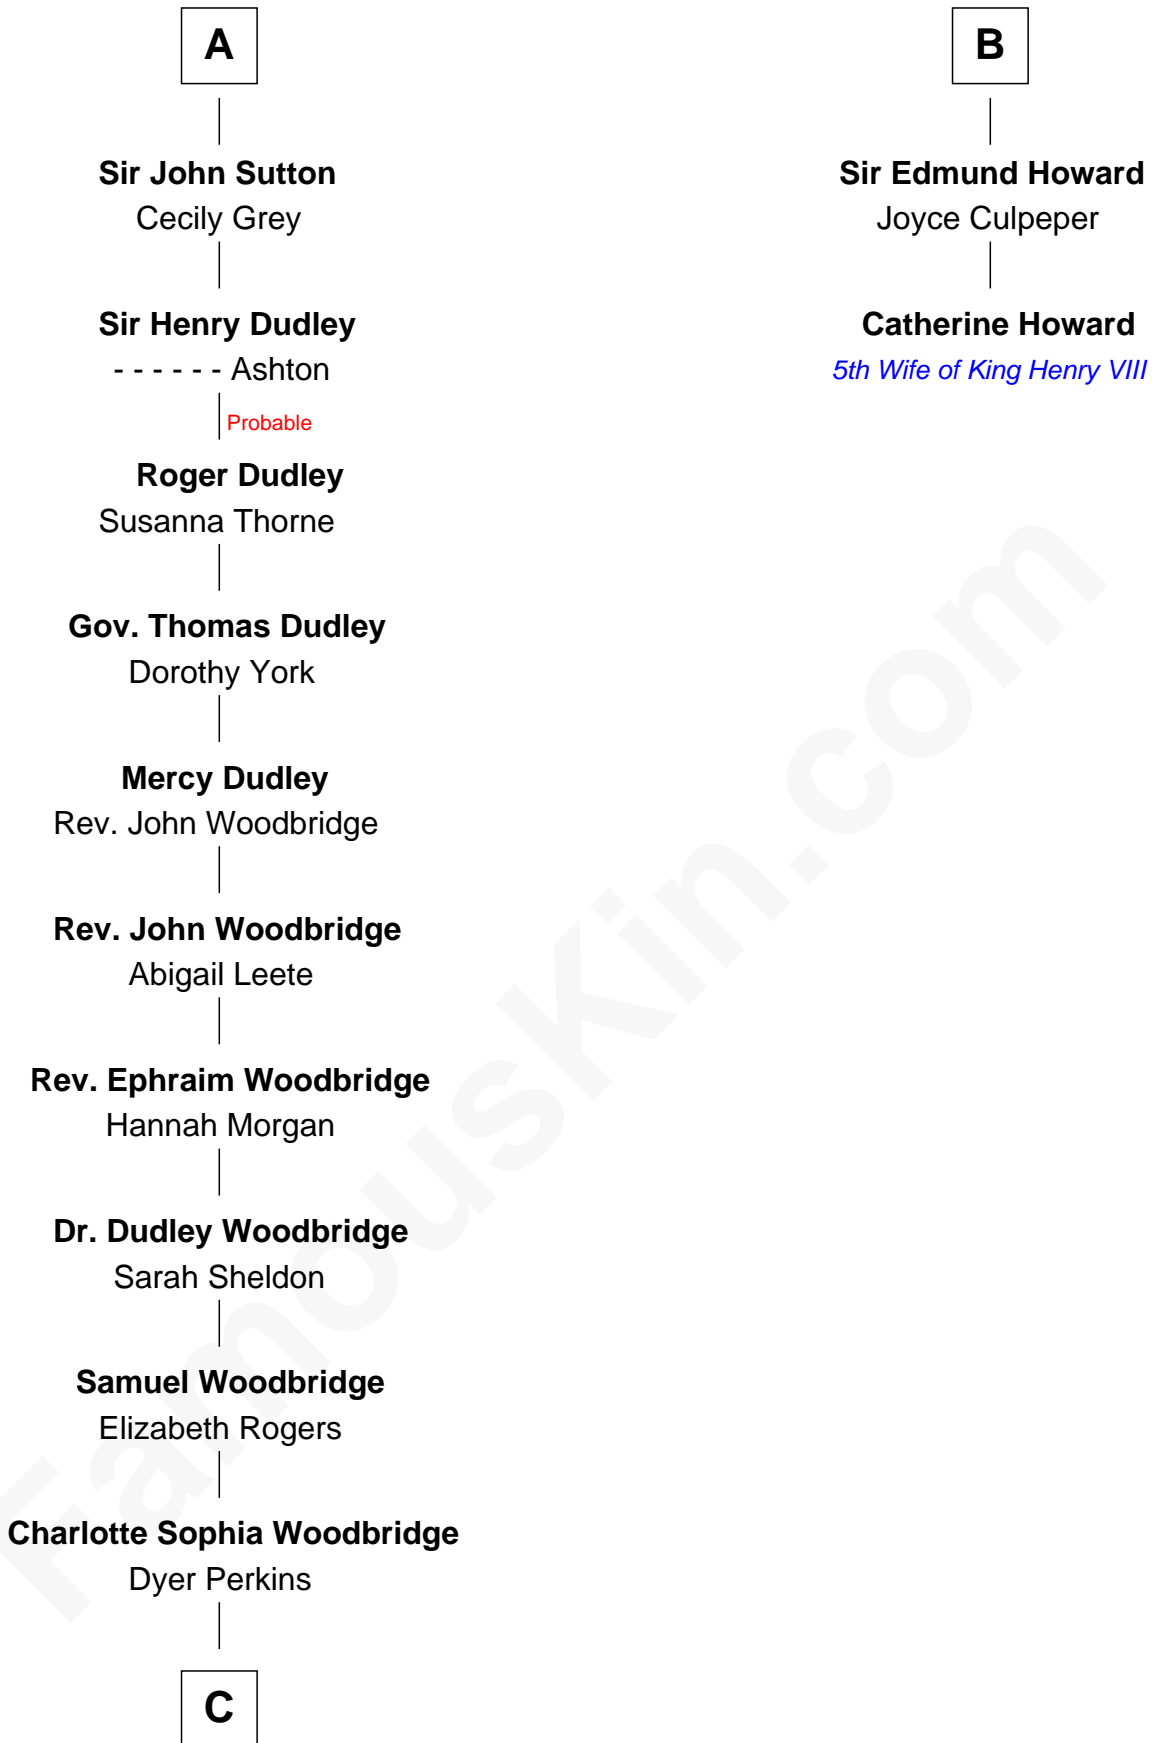 A
Sir John Sutton
Cecily Grey
Sir Henry Dudley
- - - - - - Ashton
Probable
Roger Dudley
Susanna Thorne
Gov. Thomas Dudley
Dorothy York
Mercy Dudley
Rev. John Woodbridge
Rev. John Woodbridge
Abigail Leete
Rev. Ephraim Woodbridge
Hannah Morgan
Dr. Dudley Woodbridge
Sarah Sheldon
Samuel Woodbridge
Elizabeth Rogers
Charlotte Sophia Woodbridge
Dyer Perkins
C
B
Sir Edmund Howard
Joyce Culpeper
Catherine Howard
5th Wife of King Henry VIII
FamousKin.com